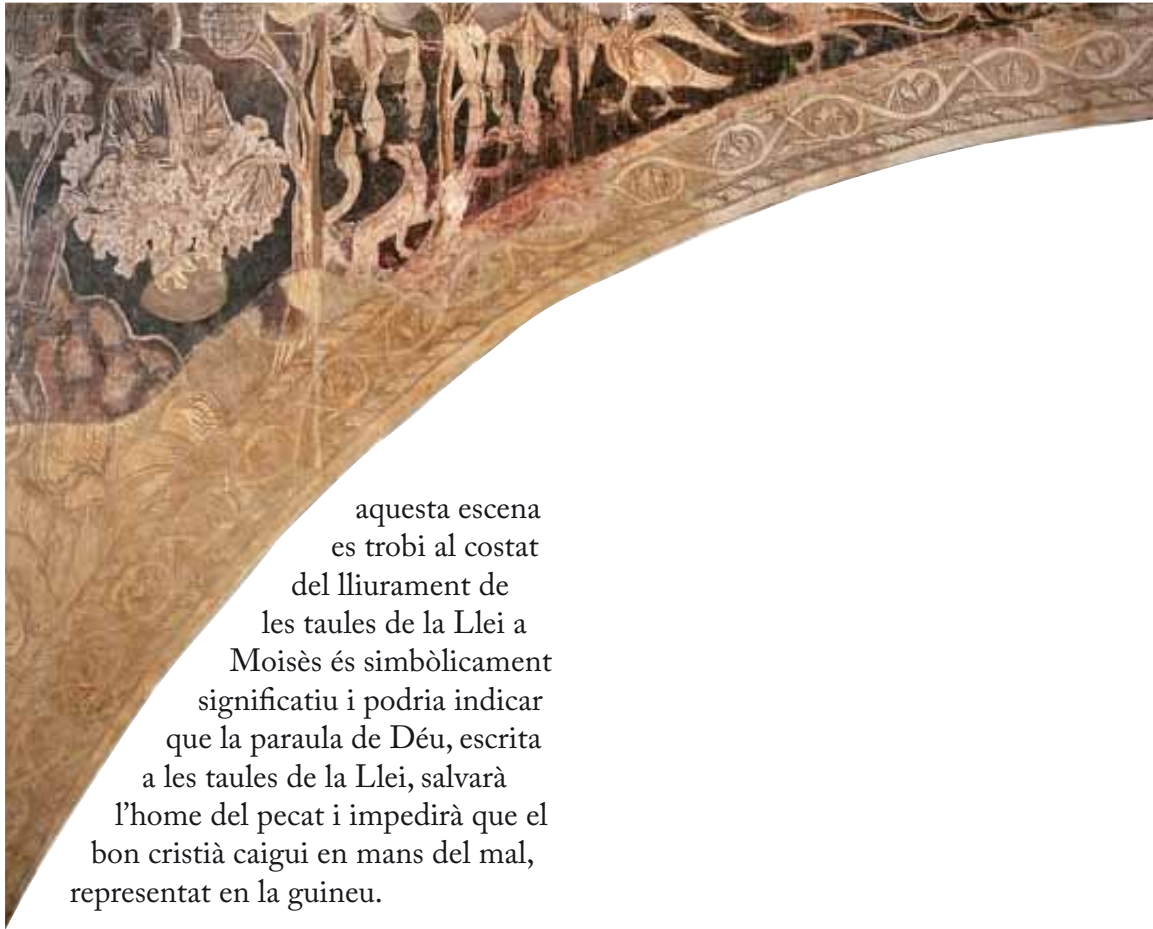 aquesta escena
es trobi al costat
del lliurament de
les taules de la Llei a
Moisès és simbòlicament
significatiu i podria indicar
que la paraula de Déu, escrita
a les taules de la Llei, salvarà
l’home del pecat i impedirà que el
bon cristià caigui en mans del mal,
representat en la guineu.